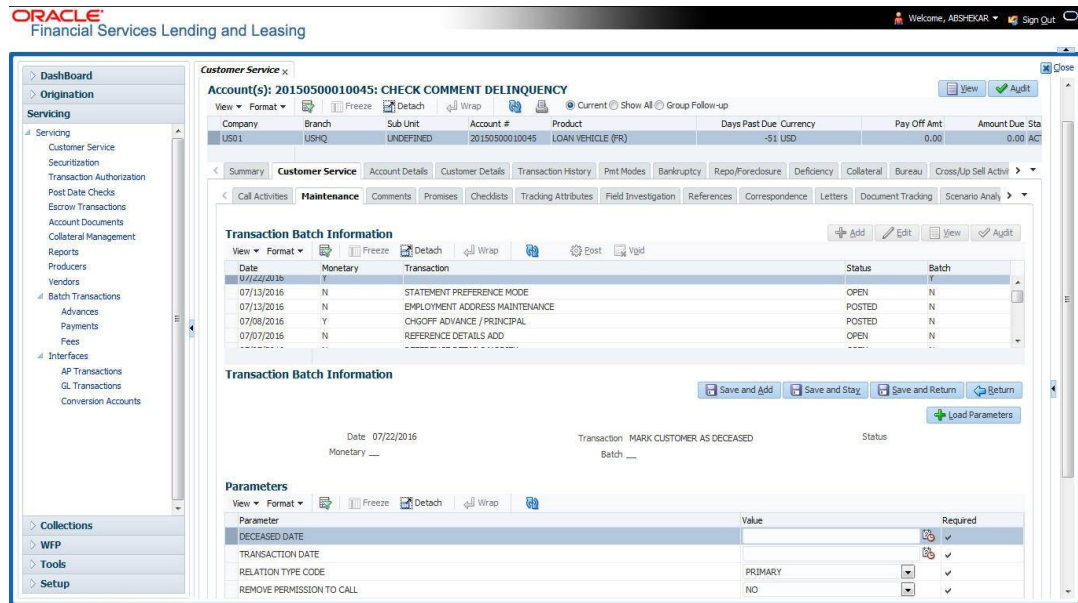 ORACLE
Financial Services Lending and Leasing
Welcome, ABSHEKAR
Sign Out
Close
DashBoard
Origination
Servicing
Servicing
Customer Service
Securitization
Transaction Authorization
Post Date Checks
Escrow Transactions
Account Documents
Collateral Management
Reports
Producers
Vendors
Batch Transactions
Advances
Payments
Fees
Interfaces
AP Transactions
GL Transactions
Conversion Accounts
Collections
WFP
Tools
Setup
Customer Service
Account(s): 20150500010045: CHECK COMMENT DELINQUENCY
View Audit
View Format Freeze Detach Wrap Current Show All Group Follow-up
Company Branch Sub Unit Account # Product Days Past Due Currency Pay Off Amt Amount Due Sta
US01 USHQ UNDEFINED 20150500010045 LOAN VEHICLE (FR) -51 USD 0.00 0.00 ACT
Summary Customer Service Account Details Customer Details Transaction History Pmt Modes Bankruptcy Repo/Foreclosure Deficiency Collateral Bureau Cross/Up Sell Activi
Call Activities Maintenance Comments Promises Checklists Tracking Attributes Field Investigation References Correspondence Letters Document Tracking Scenario Analy
Transaction Batch Information
Add Edit View Audit
View Format Freeze Detach Wrap Post Void
Date Monetary Transaction Status Batch
07/22/2016 Y Y
07/13/2016 N STATEMENT PREFERENCE MODE OPEN N
07/13/2016 N EMPLOYMENT ADDRESS MAINTENANCE POSTED N
07/08/2016 Y CHGOFF ADVANCE / PRINCIPAL POSTED N
07/07/2016 N REFERENCE DETAILS ADD OPEN N
Transaction Batch Information
Save and Add Save and Stay Save and Return Return
Load Parameters
Date 07/22/2016 Transaction MARK CUSTOMER AS DECEASED Status
Monetary Batch
Parameters
View Format Freeze Detach Wrap
Parameter Value Required
DECEASED DATE
TRANSACTION DATE
RELATION TYPE CODE PRIMARY
REMOVE PERMISSION TO CALL NO